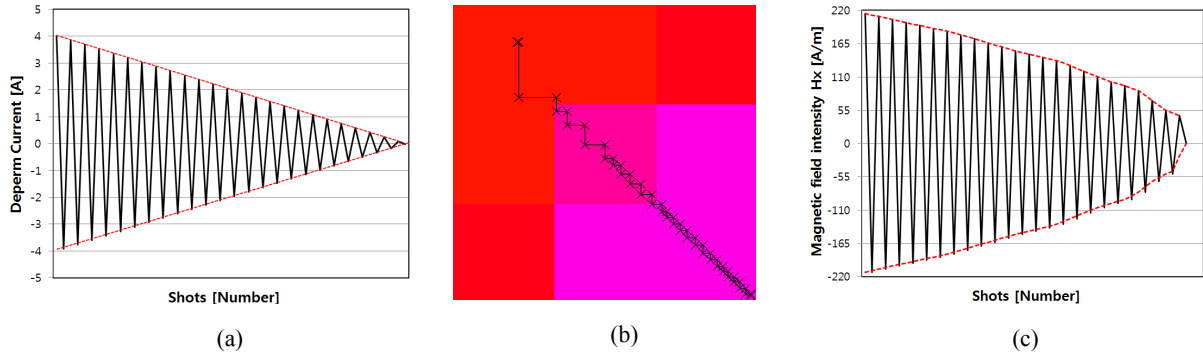 5
4
3
2
1
0
-1
-2
-3
-4
-5
Deperm Current [A]
Shots [Number]
(a)
(b)
220
165
110
55
0
-55
-110
-165
-220
Magnetic field intensity Hx [A/m]
Shots [Number]
(c)